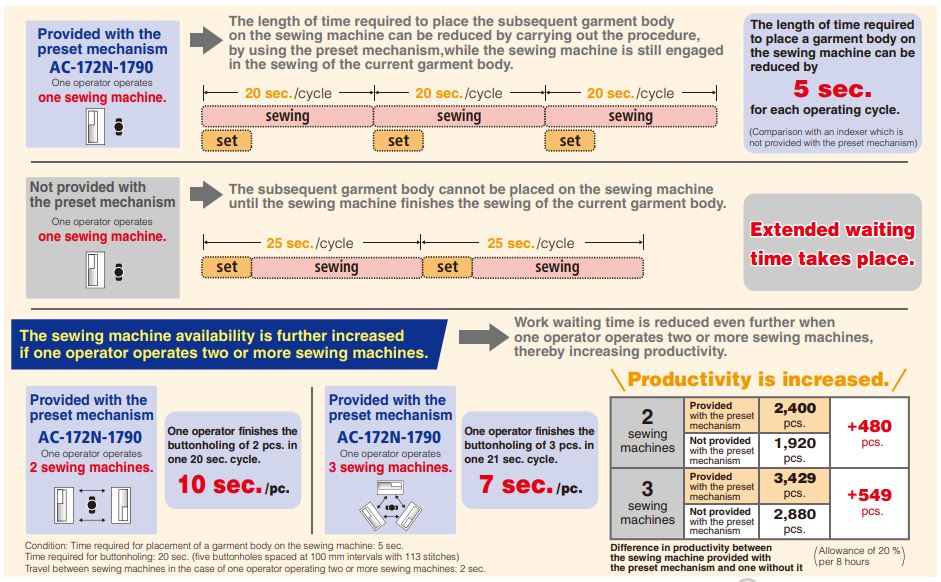 Provided with the
preset mechanism
AC-172N-1790
One operator operates
one sewing machine.
The length of time required to place the subsequent garment body
on the sewing machine can be reduced by carrying out the procedure,
by using the preset mechanism,while the sewing machine is still engaged
in the sewing of the current garment body.
20 sec./cycle 20 sec./cycle 20 sec./cycle
sewing sewing sewing
set set set
The length of time required
to place a garment body on
the sewing machine can be
reduced by
5 sec.
for each operating cycle.
(Comparison with an indexer which is
not provided with the preset mechanism)
Not provided with
the preset mechanism
One operator operates
one sewing machine.
The subsequent garment body cannot be placed on the sewing machine
until the sewing machine finishes the sewing of the current garment body.
25 sec./cycle 25 sec./cycle
set sewing set sewing
Extended waiting
time takes place.
The sewing machine availability is further increased
if one operator operates two or more sewing machines.
Work waiting time is reduced even further when
one operator operates two or more sewing machines,
thereby increasing productivity.
Provided with the
preset mechanism
AC-172N-1790
One operator operates
2 sewing machines.
One operator finishes the
buttonholing of 2 pcs. in
one 20 sec. cycle.
10 sec./pc.
Provided with the
preset mechanism
AC-172N-1790
One operator operates
3 sewing machines.
One operator finishes the
buttonholing of 3 pcs. in
one 21 sec. cycle.
7 sec./pc.
Productivity is increased.
2
sewing
machines
Provided
with the preset
mechanism
2,400
pcs.
Not provided
with the preset
mechanism
1,920
pcs.
+480
pcs.
3
sewing
machines
Provided
with the preset
mechanism
3,429
pcs.
Not provided
with the preset
mechanism
2,880
pcs.
+549
pcs.
Difference in productivity between
the sewing machine provided with
the preset mechanism and one without it
(Allowance of 20 %
per 8 hours)
Condition: Time required for placement of a garment body on the sewing machine: 5 sec.
Time required for buttonholing: 20 sec. (five buttonholes spaced at 100 mm intervals with 113 stitches)
Travel between sewing machines in the case of one operator operating two or more sewing machines: 2 sec.